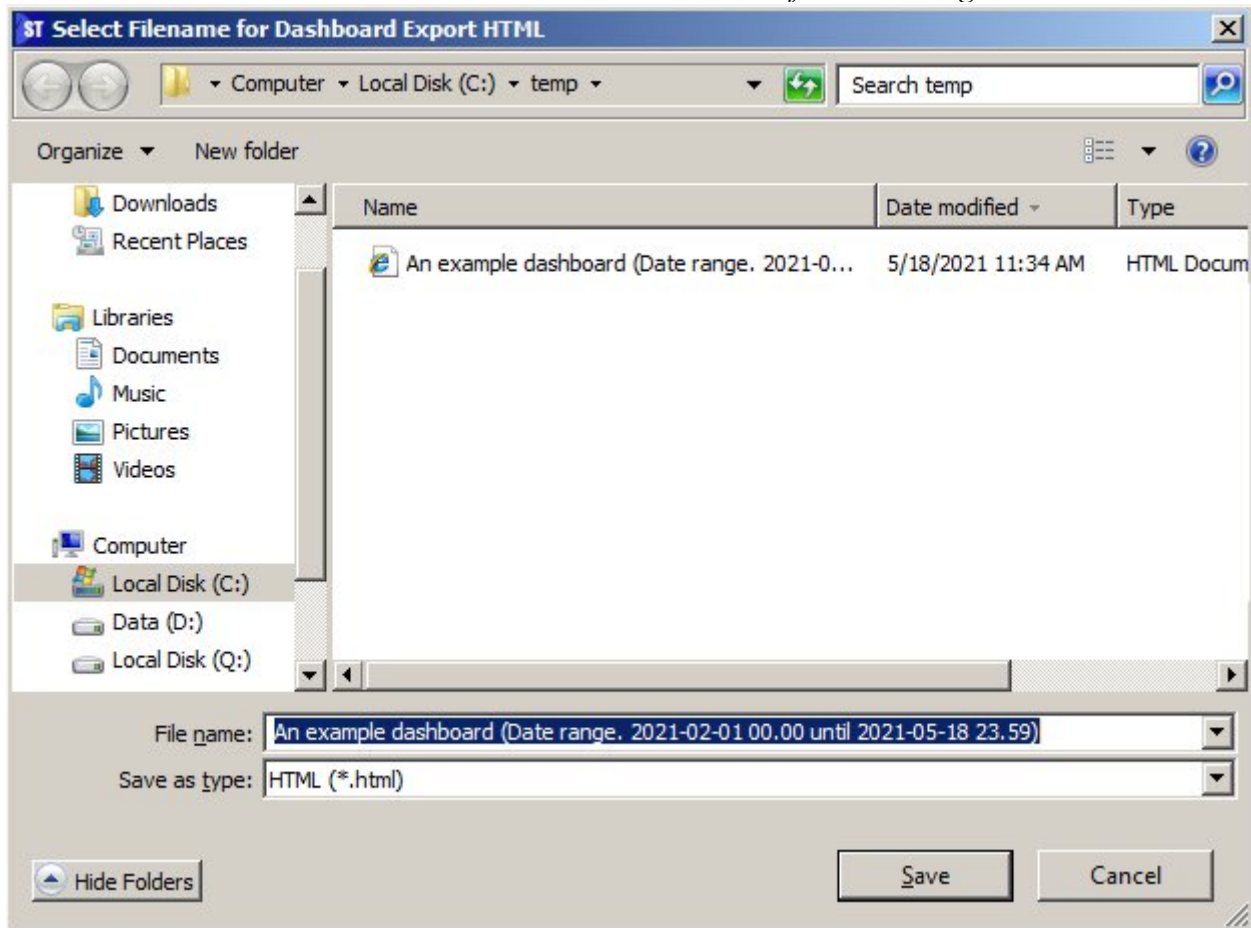 ST Select Filename for Dashboard Export HTML
Computer Local Disk (C:) temp
Search temp
Organize New folder
Downloads
Recent Places
Libraries
Documents
Music
Pictures
Videos
Computer
Local Disk (C:)
Data (D:)
Local Disk (Q:)
Name Date modified Type
An example dashboard (Date range. 2021-0... 5/18/2021 11:34 AM HTML Docum
File name: An example dashboard (Date range. 2021-02-01 00.00 until 2021-05-18 23.59)
Save as type: HTML (*.html)
Hide Folders
Save Cancel